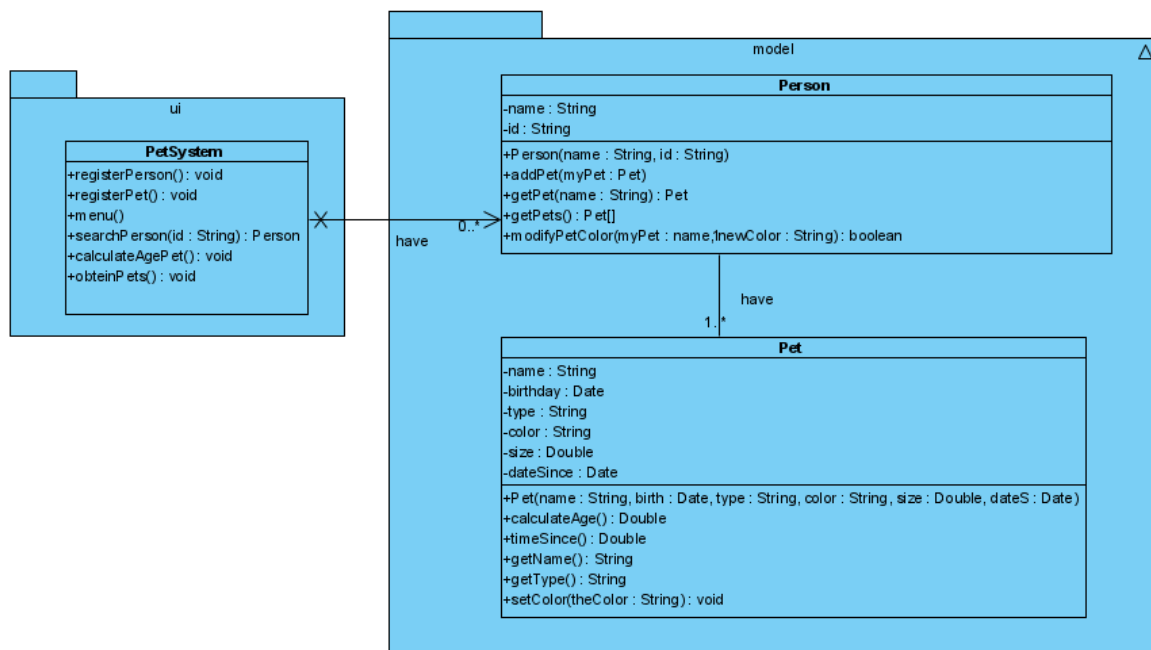 ui
PetSystem
+registerPerson() : void
+registerPet() : void
+menu()
+searchPerson(id : String) : Person
+calculateAgePet() : void
+obteinPets() : void
have
0..*
model
Person
-name : String
-id : String
+Person(name : String, id : String)
+addPet(myPet : Pet)
+getPet(name : String) : Pet
+getPets() : Pet[]
+modifyPetColor(myPet : name, newColor : String) : boolean
1
have
1..*
Pet
-name : String
-birthday : Date
-type : String
-color : String
-size : Double
-dateSince : Date
+Pet(name : String, birth : Date, type : String, color : String, size : Double, dateS : Date)
+calculateAge() : Double
+timeSince() : Double
+getName() : String
+getType() : String
+setColor(theColor : String) : void